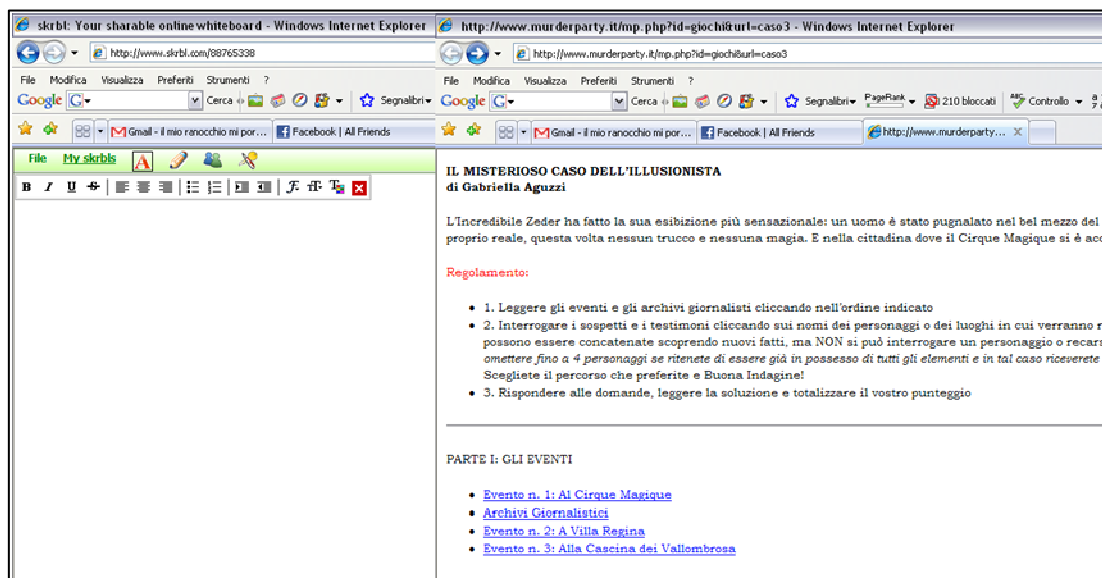 skrbl: Your sharable online whiteboard - Windows Internet Explorer
http://www.skrbl.com/98765338
File Modifica Visualizza Preferiti Strumenti ?
Google G Cerca Segnalibri
Gmail - il mio ranocchio mi por... Facebook | All Friends
File My skrbls A
B I U S
http://www.murderparty.it/mp.php?id=giochi&url=caso3 - Windows Internet Explorer
http://www.murderparty.it/mp.php?id=giochi&url=caso3
File Modifica Visualizza Preferiti Strumenti ?
Google G Cerca Segnalibri PageRank 210 bloccati Controllo
Gmail - il mio ranocchio mi por... Facebook | All Friends http://www.murderparty... X
IL MISTERIOSO CASO DELL'ILLUSIONISTA
di Gabriella Aguzzi
L'Incredibile Zeder ha fatto la sua esibizione più sensazionale: un uomo è stato pugnalato nel bel mezzo del
proprio reale, questa volta nessun trucco e nessuna magia. E nella cittadina dove il Cirque Magique si è
Regolamento:
1. Leggere gli eventi e gli archivi giornalisti cliccando nell'ordine indicato
2. Interrogare i sospetti e i testimoni cliccando sui nomi dei personaggi o dei luoghi in cui verranno
possono essere concatenate scoprendo nuovi fatti, ma NON si può interrogare un personaggio o
omettere fino a 4 personaggi se ritenete di essere già in possesso di tutti gli elementi e in tal caso riceverete
Scegliete il percorso che preferite e Buona Indagine!
3. Rispondere alle domande, leggere la soluzione e totalizzare il vostro punteggio
PARTE I: GLI EVENTI
Evento n. 1: Al Cirque Magique
Archivi Giornalistici
Evento n. 2: A Villa Regina
Evento n. 3: Alla Cascina dei Vallombrosa